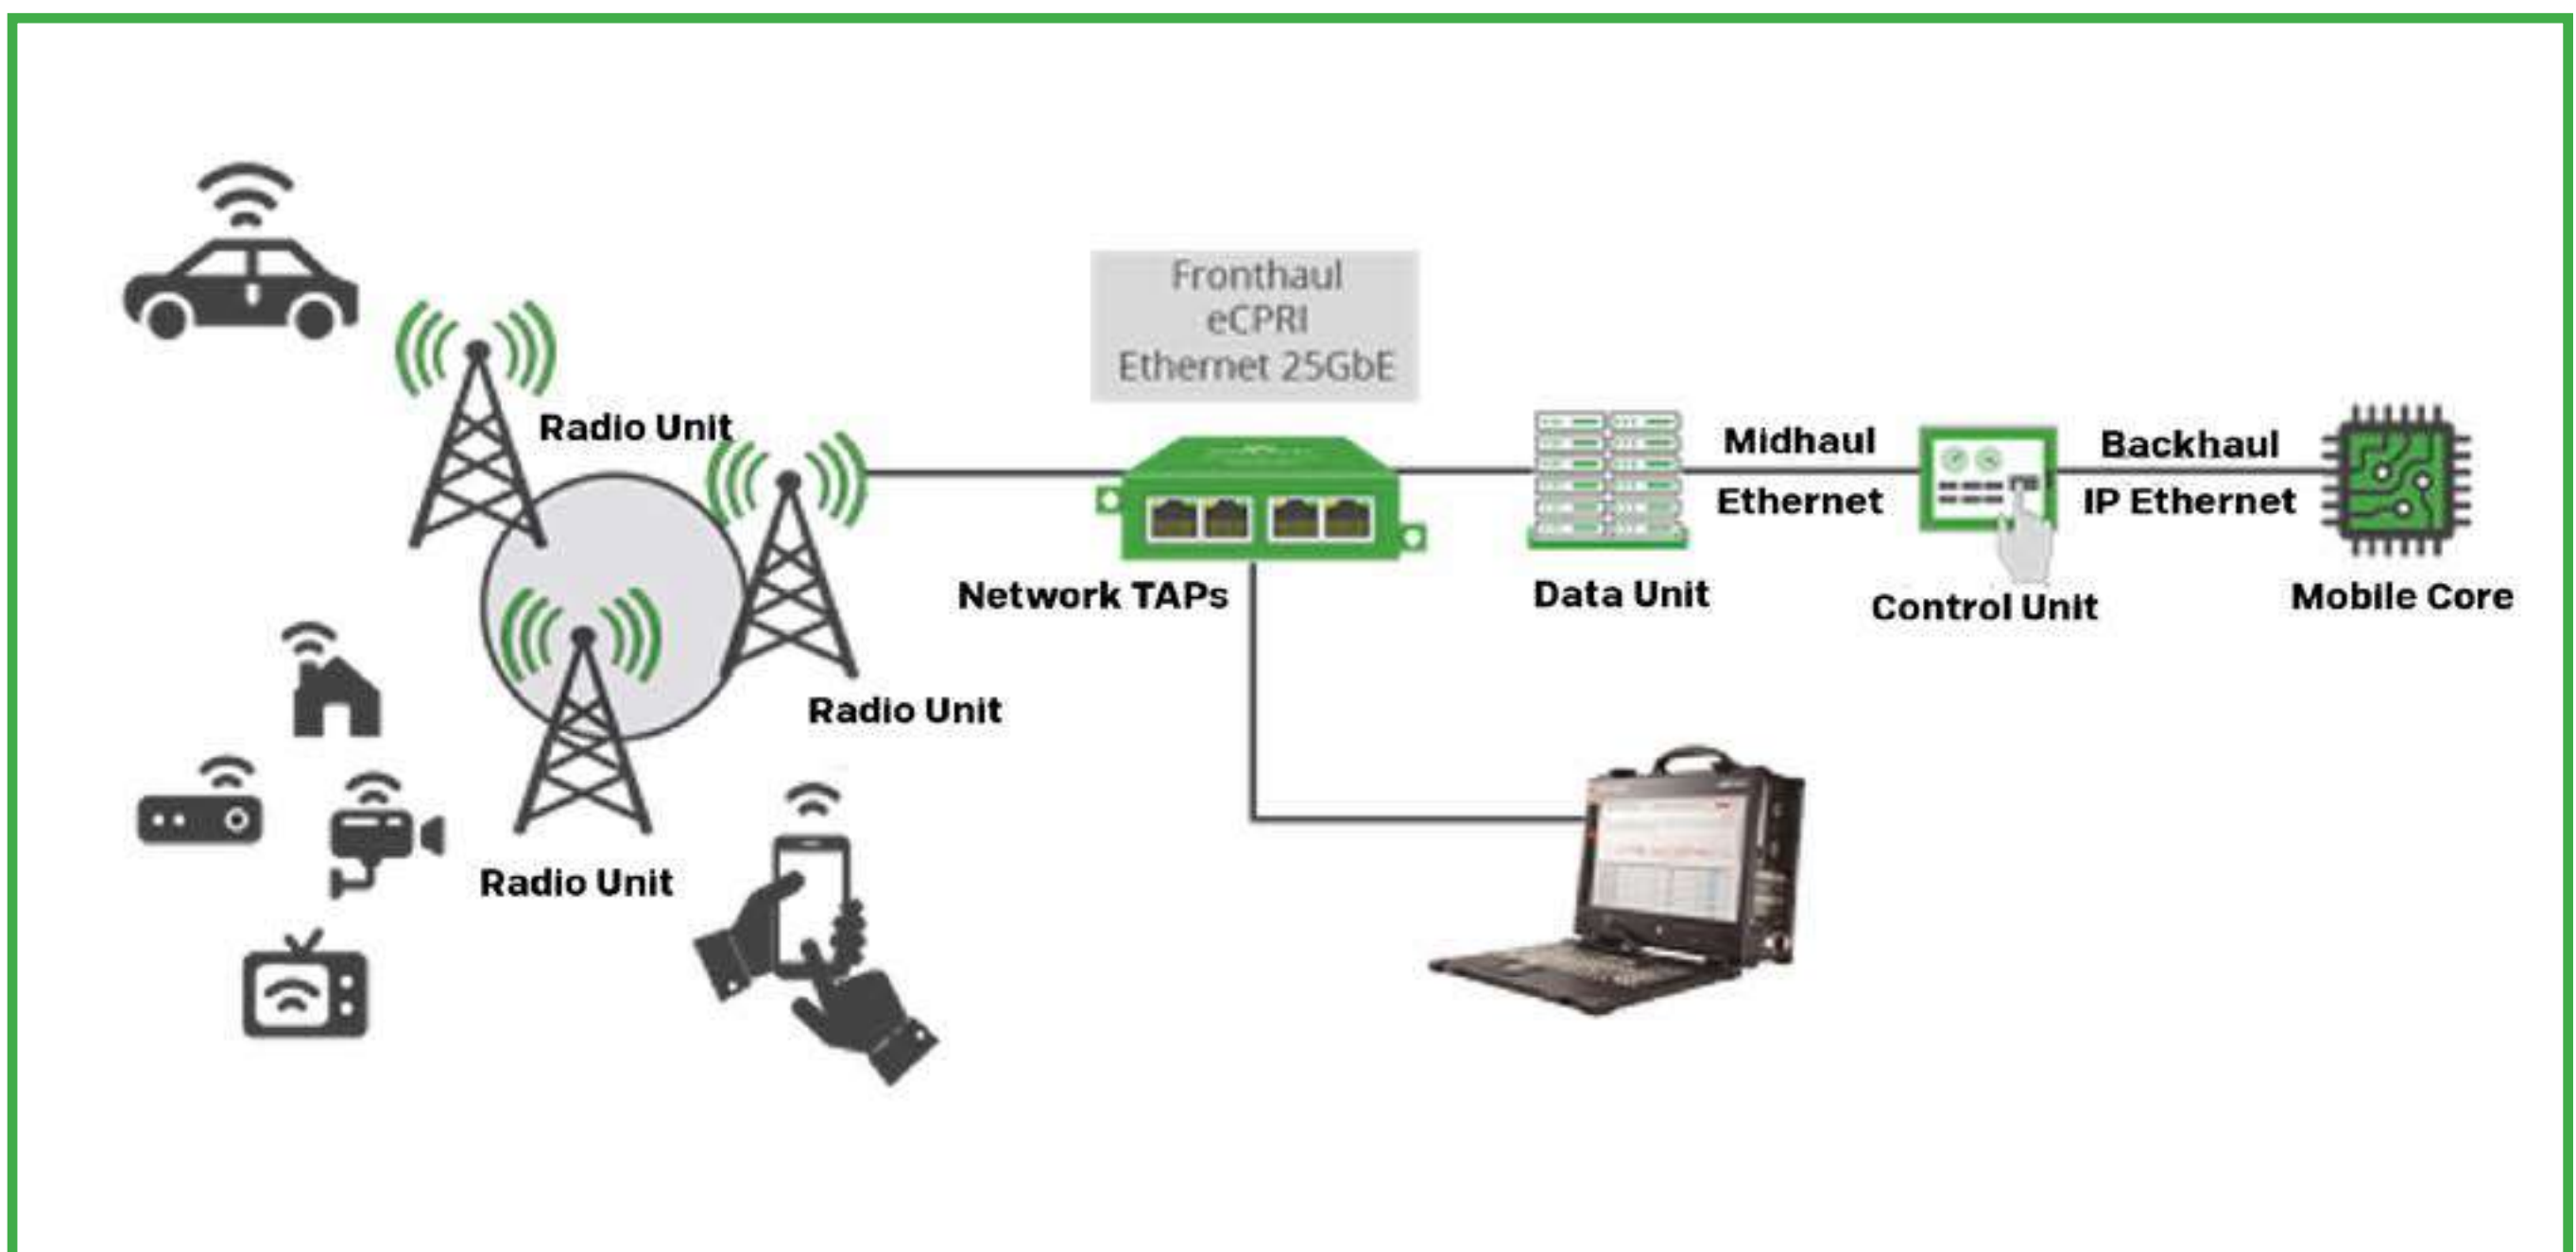 Fronthaul
eCPRI
Ethernet 25GbE
Radio Unit
Midhaul
Ethernet
Backhaul
IP Ethernet
Network TAPs
Data Unit
Control Unit
Mobile Core
Radio Unit
Radio Unit